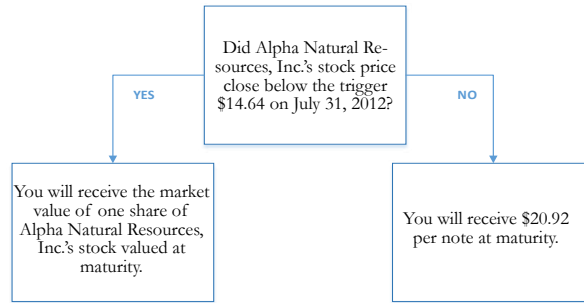 Did Alpha Natural Re-
sources, Inc.'s stock price
close below the trigger
$14.64 on July 31, 2012?
YES
NO
You will receive the market
value of one share of
Alpha Natural Resources,
Inc.'s stock valued at
maturity.
You will receive $20.92
per note at maturity.